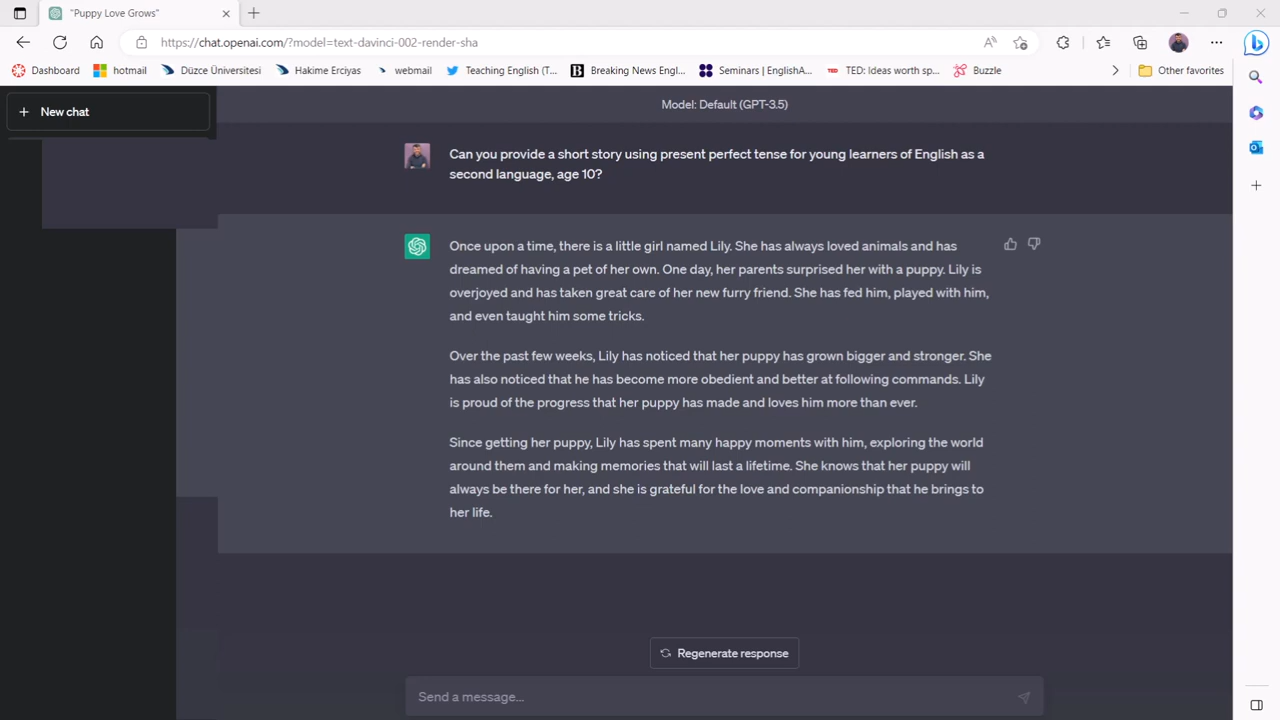 "Puppy Love Grows"
https://chat.openai.com/?model=text-davinci-002-render-sha
Dashboard
hotmail
Düzce Üniversitesi
Hakime Erciyas
webmail
Teaching English (T...
Breaking News Engl...
Seminars | EnglishA...
TED: Ideas worth sp...
Buzzle
Other favorites
New chat
Model: Default (GPT-3.5)
Can you provide a short story using present perfect tense for young learners of English as a
second language, age 10?
Once upon a time, there is a little girl named Lily. She has always loved animals and has
dreamed of having a pet of her own. One day, her parents surprised her with a puppy. Lily is
overjoyed and has taken great care of her new furry friend. She has fed him, played with him,
and even taught him some tricks.
Over the past few weeks, Lily has noticed that her puppy has grown bigger and stronger. She
has also noticed that he has become more obedient and better at following commands. Lily
is proud of the progress that her puppy has made and loves him more than ever.
Since getting her puppy, Lily has spent many happy moments with him, exploring the world
around them and making memories that will last a lifetime. She knows that her puppy will
always be there for her, and she is grateful for the love and companionship that he brings to
her life.
Regenerate response
Send a message...